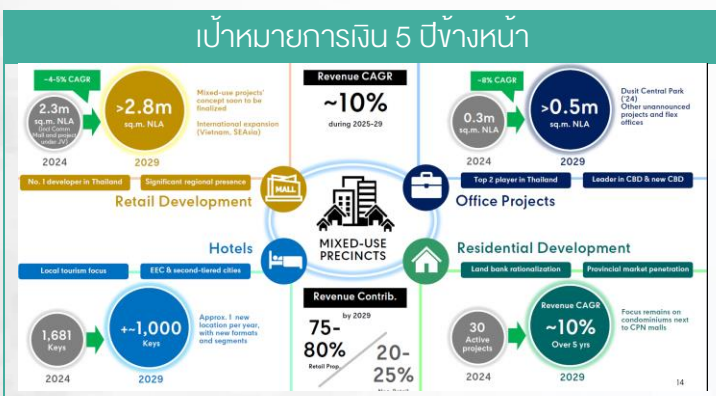 เป้าหมายการเงิน 5 ปีข้างหน้า
~4-5% CAGR
2.3m
sq.m. NLA
(incl Comm
Mall and project
under JV)
2024
>2.8m
sq.m. NLA
2029
Mixed-use projects'
concept soon to be
finalized
International expansion
(Vietnam, SEAsia)
No. 1 developer in Thailand
Significant regional presence
Retail Development
MALL
Revenue CAGR
~10%
during 2025-29
~8% CAGR
0.3m
sq.m. NLA
2024
>0.5m
sq.m. NLA
2029
Dusit Central Park
('24)
Other unannounced
projects and flex
offices
Top 2 player in Thailand
Leader in CBD & new CBD
Office Projects
MIXED-USE
PRECINCTS
Hotels
Local tourism focus
EEC & second-tiered cities
1,681
Keys
2024
+~1,000
Keys
2029
Approx. 1 new
location per year,
with new formats
and segments
Revenue Contrib.
by 2029
75-
80%
Retail Prop.
20-
25%
Residential Development
Land bank rationalization
Provincial market penetration
30
Active
projects
2024
Revenue CAGR
~10%
Over 5 yrs
2029
Focus remains on
condominiums next
to CPN malls
14